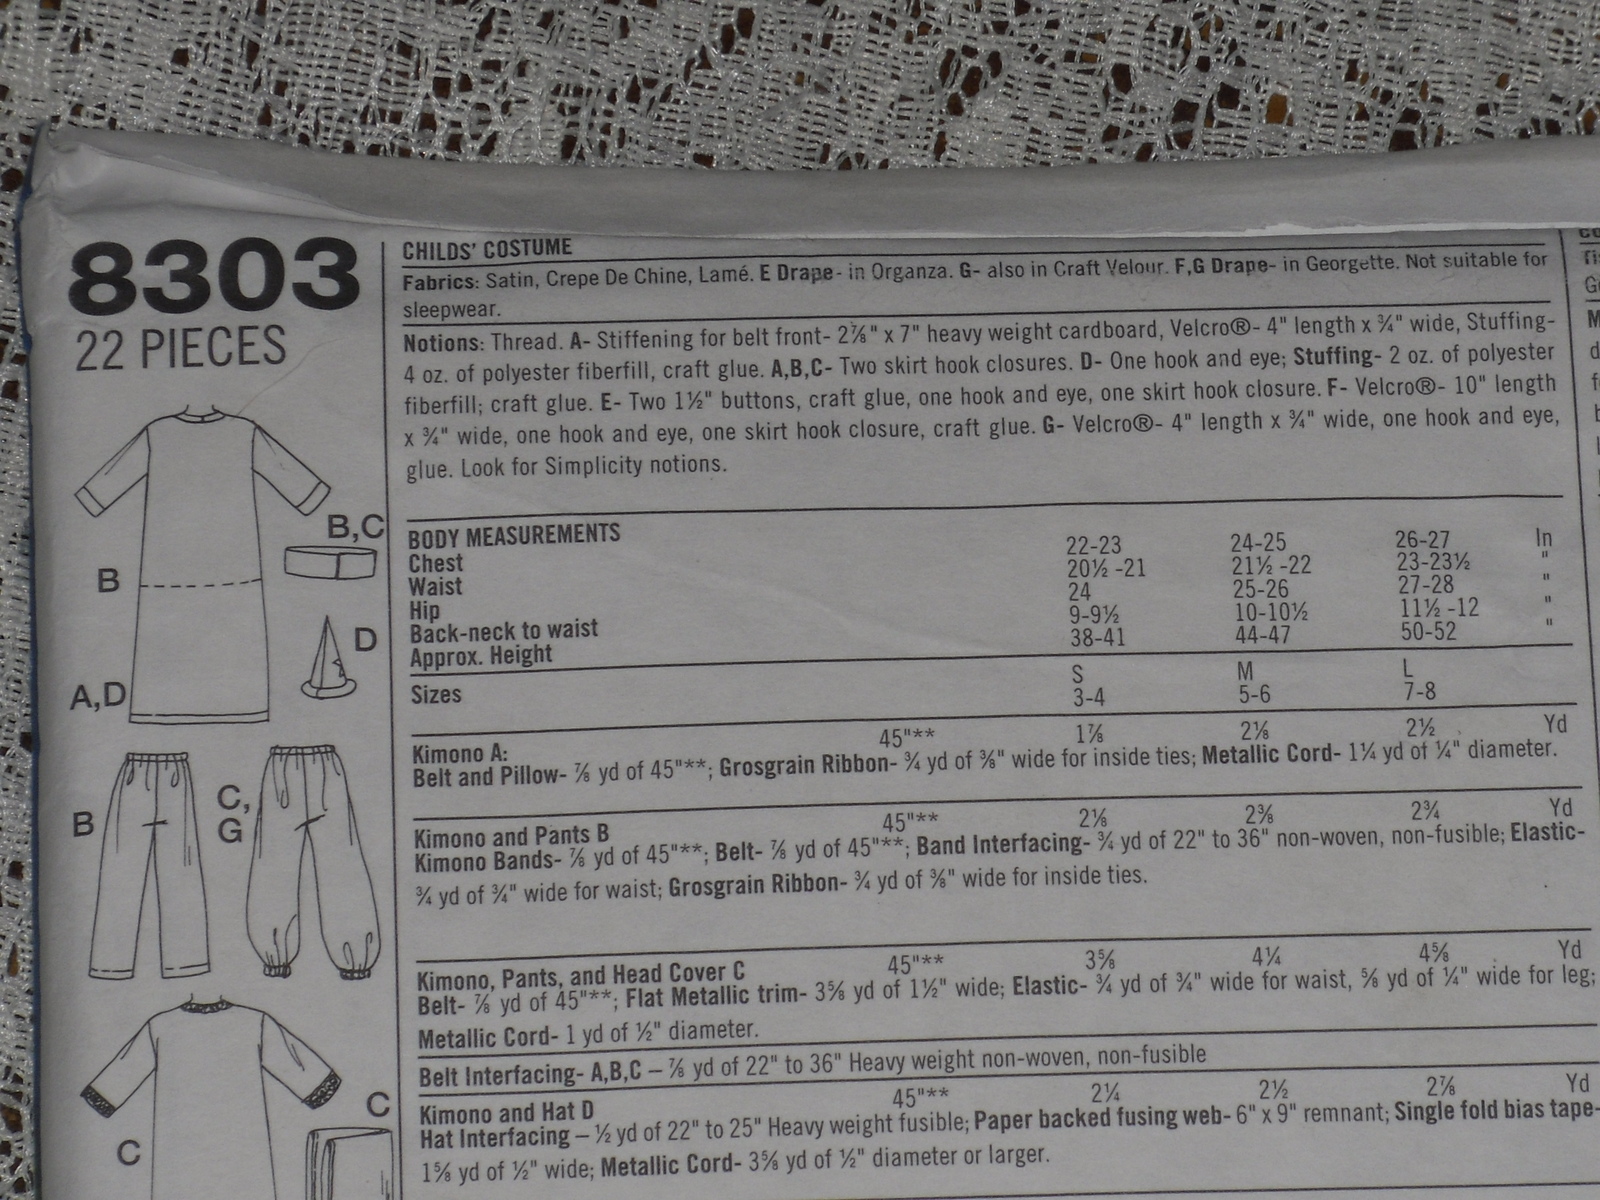 8303
22 PIECES
B,C
B
D
A,D
B
C,
G
C
C
CHILDS' COSTUME
Fabrics: Satin, Crepe De Chine, Lamé. E Drape- in Organza. G- also in Craft Velour. F,G Drape- in Georgette. Not suitable for
sleepwear.
Notions: Thread. A- Stiffening for belt front- 2⅞" x 7" heavy weight cardboard, Velcro®- 4" length x ¾" wide, Stuffing-
4 oz. of polyester fiberfill, craft glue. A,B,C- Two skirt hook closures. D- One hook and eye; Stuffing- 2 oz. of polyester
fiberfill; craft glue. E- Two 1½" buttons, craft glue, one hook and eye, one skirt hook closure. F- Velcro®- 10" length
x ¾" wide, one hook and eye, one skirt hook closure, craft glue. G- Velcro®- 4" length x ¾" wide, one hook and eye,
glue. Look for Simplicity notions.
BODY MEASUREMENTS
Chest 22-23 24-25 26-27 In
Waist 20½ -21 21½ -22 23-23½ "
Hip 24 25-26 27-28 "
Back-neck to waist 9-9½ 10-10½ 11½ -12 "
Approx. Height 38-41 44-47 50-52 "
S M L
Sizes 3-4 5-6 7-8
Kimono A: 45"** 1⅞ 2⅛ 2½ Yd
Belt and Pillow- ⅞ yd of 45"**; Grosgrain Ribbon- ¾ yd of ⅜" wide for inside ties; Metallic Cord- 1¼ yd of ¼" diameter.
Kimono and Pants B 45"** 2⅛ 2⅜ 2¾ Yd
Kimono Bands- ⅞ yd of 45"**; Belt- ⅞ yd of 45"**; Band Interfacing- ¾ yd of 22" to 36" non-woven, non-fusible; Elastic-
¾ yd of ¾" wide for waist; Grosgrain Ribbon- ¾ yd of ⅜" wide for inside ties.
Kimono, Pants, and Head Cover C 45"** 3⅝ 4¼ 4⅝ Yd
Belt- ⅞ yd of 45"**; Flat Metallic trim- 3⅝ yd of 1½" wide; Elastic- ¾ yd of ¾" wide for waist, ⅝ yd of ¼" wide for leg;
Metallic Cord- 1 yd of ½" diameter.
Belt Interfacing- A,B,C – ⅞ yd of 22" to 36" Heavy weight non-woven, non-fusible
Kimono and Hat D 45"** 2¼ 2½ 2⅞ Yd
Hat Interfacing – ½ yd of 22" to 25" Heavy weight fusible; Paper backed fusing web- 6" x 9" remnant; Single fold bias tape-
1⅝ yd of ½" wide; Metallic Cord- 3⅝ yd of ½" diameter or larger.